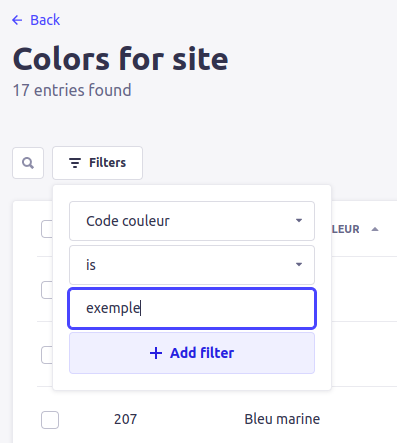 Back
Colors for site
17 entries found
Filters
Code couleur
LEUR
is
exemple
Add filter
207 Bleu marine